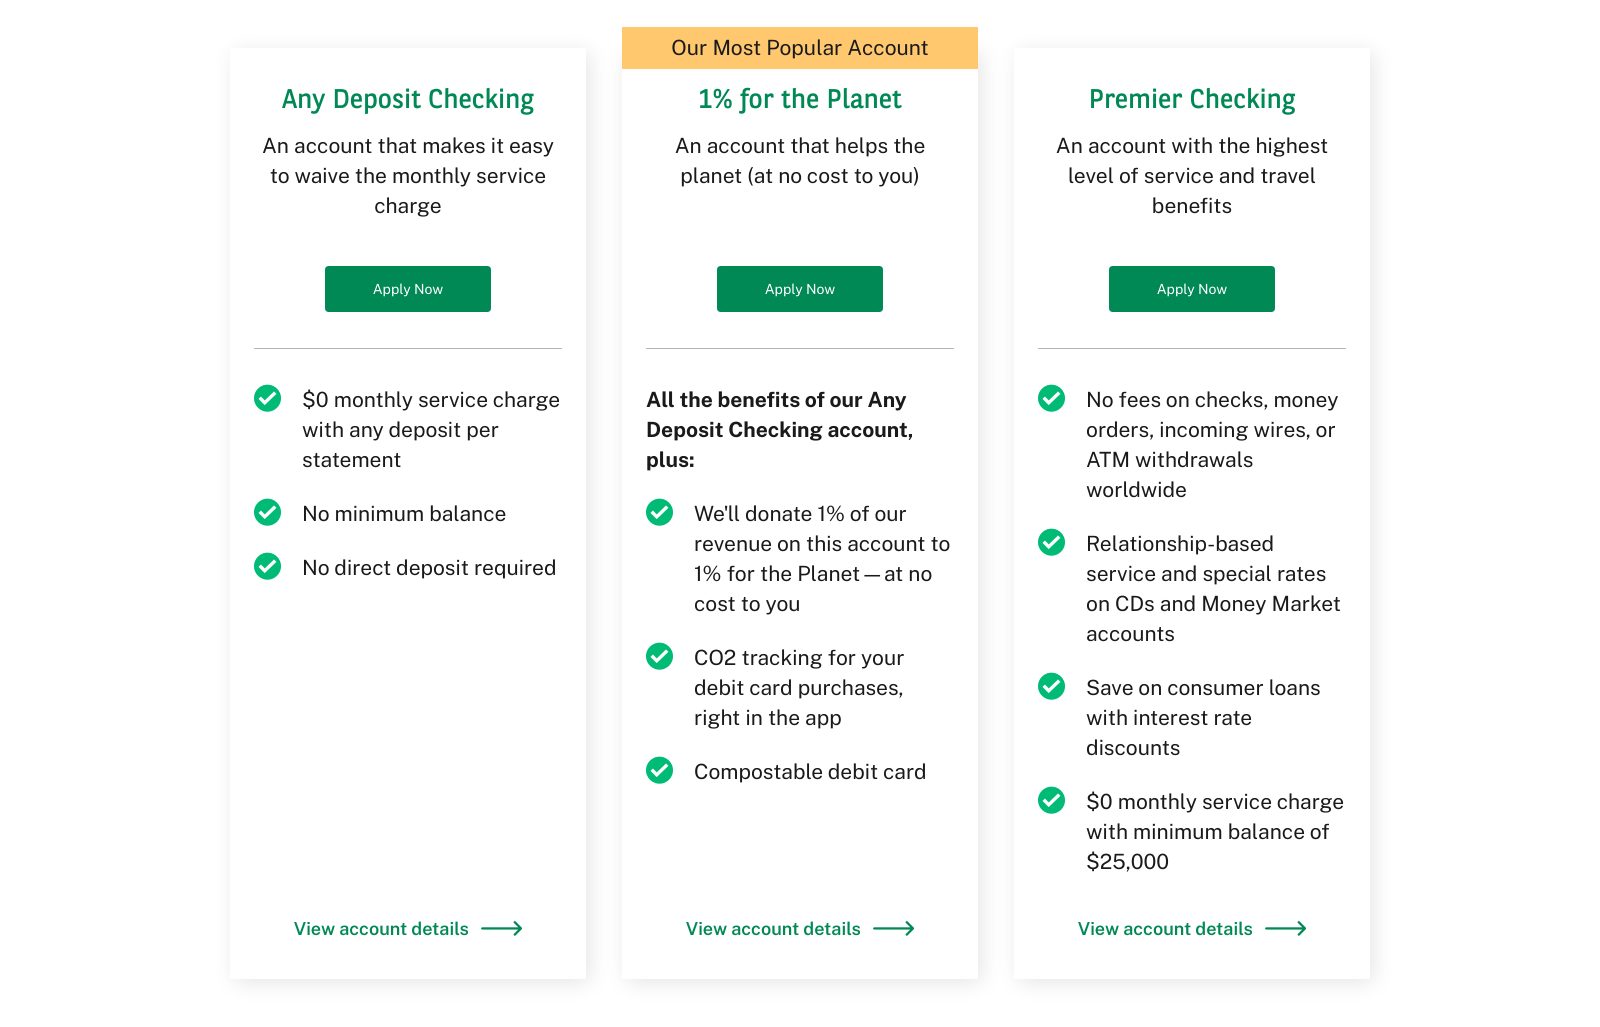 Any Deposit Checking
An account that makes it easy
to waive the monthly service
charge
Apply Now
$0 monthly service charge
with any deposit per
statement
No minimum balance
No direct deposit required
View account details
Our Most Popular Account
1% for the Planet
An account that helps the
planet (at no cost to you)
Apply Now
All the benefits of our Any
Deposit Checking account,
plus:
We'll donate 1% of our
revenue on this account to
1% for the Planet—at no
cost to you
CO2 tracking for your
debit card purchases,
right in the app
Compostable debit card
View account details
Premier Checking
An account with the highest
level of service and travel
benefits
Apply Now
No fees on checks, money
orders, incoming wires, or
ATM withdrawals
worldwide
Relationship-based
service and special rates
on CDs and Money Market
accounts
Save on consumer loans
with interest rate
discounts
$0 monthly service charge
with minimum balance of
$25,000
View account details